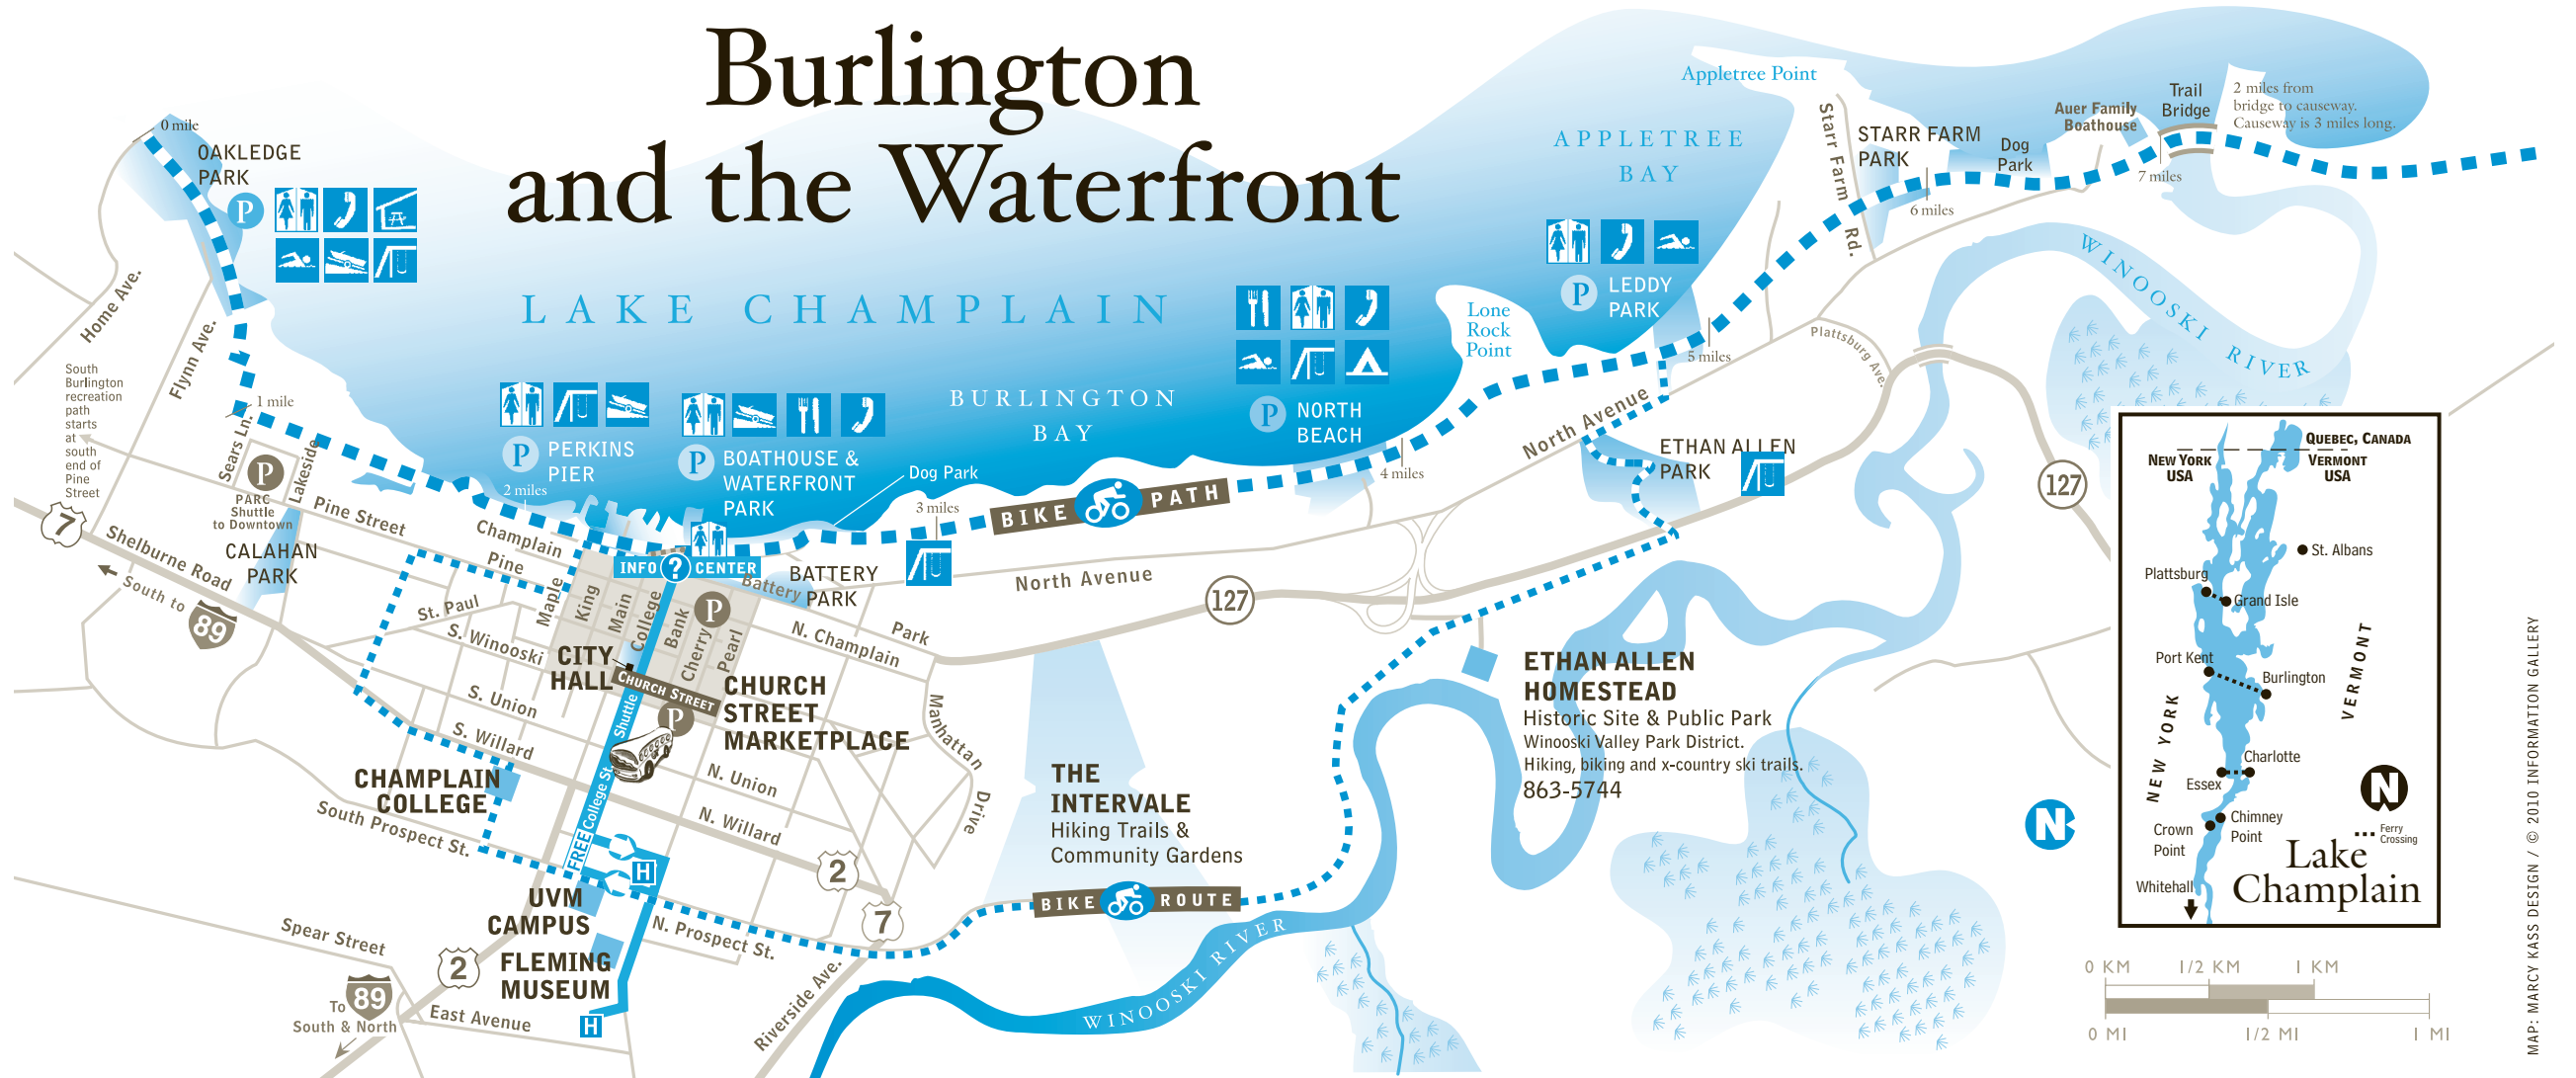 Burlington
and the Waterfront
0 mile
OAKLEDGE
PARK
P
Home Ave.
Flynn Ave.
South
Burlington
recreation
path
starts
at
south
end of
Pine
Street
1 mile
Sears Ln.
Lakeside
P
PARC
Shuttle
to Downtown
7
Shelburne Road
South to
89
CALAHAN
PARK
Pine Street
LAKE CHAMPLAIN
PERKINS
PIER
P
2 miles
P
BOATHOUSE &
WATERFRONT
PARK
Dog Park
3 miles
BURLINGTON
BAY
BIKE PATH
P
NORTH
BEACH
4 miles
Lone
Rock
Point
APPLETREE
BAY
P
LEDDY
PARK
5 miles
Appletree Point
Starr Farm Rd.
STARR FARM
PARK
6 miles
Dog
Park
Auer Family
Boathouse
Trail
Bridge
7 miles
2 miles from
bridge to causeway.
Causeway is 3 miles long.
WINOOSKI RIVER
Plattsburg Ave.
North Avenue
ETHAN ALLEN
PARK
127
Champlain
Pine
Maple
King
Main
College
Bank
Cherry
Pearl
P
INFO ? CENTER
Battery
BATTERY
PARK
North Avenue
127
St. Paul
S. Winooski
CITY
HALL
CHURCH STREET
P
CHURCH
STREET
MARKETPLACE
N. Champlain
Park
Manhattan
Drive
S. Union
S. Willard
N. Union
N. Willard
CHAMPLAIN
COLLEGE
South Prospect St.
FREE College St. Shuttle
H
UVM
CAMPUS
FLEMING
MUSEUM
H
N. Prospect St.
2
7
Spear Street
2
To
89
South & North
East Avenue
Riverside Ave.
THE
INTERVALE
Hiking Trails &
Community Gardens
BIKE ROUTE
WINOOSKI RIVER
ETHAN ALLEN
HOMESTEAD
Historic Site & Public Park
Winooski Valley Park District.
Hiking, biking and x-country ski trails.
863-5744
N
QUEBEC, CANADA
NEW YORK
USA
VERMONT
USA
St. Albans
Plattsburg
Grand Isle
Port Kent
Burlington
NEW YORK
VERMONT
Charlotte
Essex
N
Chimney
Point
Crown
Point
Ferry
Crossing
Whitehall
Lake
Champlain
0 KM 1/2 KM 1 KM
0 MI 1/2 MI 1 MI
MAP: MARCY KASS DESIGN / © 2010 INFORMATION GALLERY